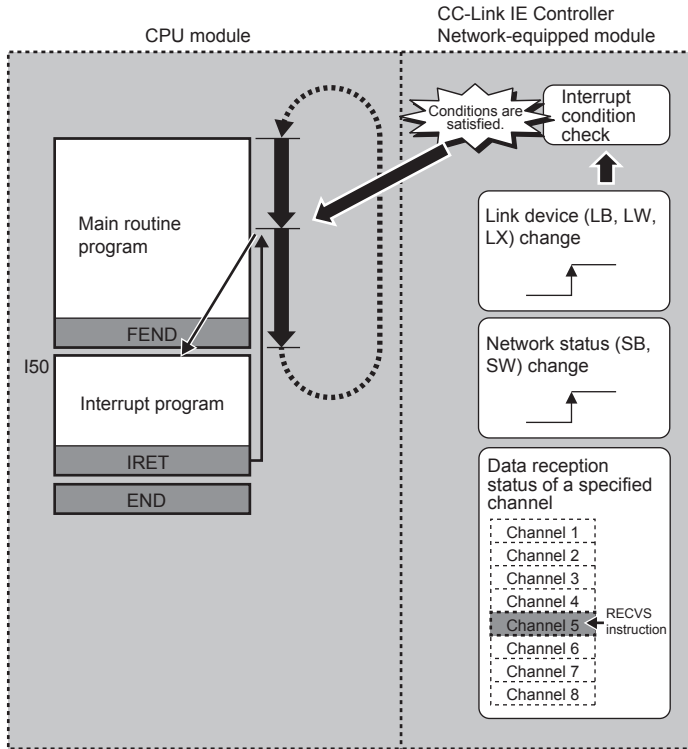 CPU module
CC-Link IE Controller
Network-equipped module
Main routine
program
FEND
I50
Interrupt program
IRET
END
Conditions are
satisfied.
Interrupt
condition
check
Link device (LB, LW,
LX) change
Network status (SB,
SW) change
Data reception
status of a specified
channel
Channel 1
Channel 2
Channel 3
Channel 4
Channel 5
RECVS
instruction
Channel 6
Channel 7
Channel 8